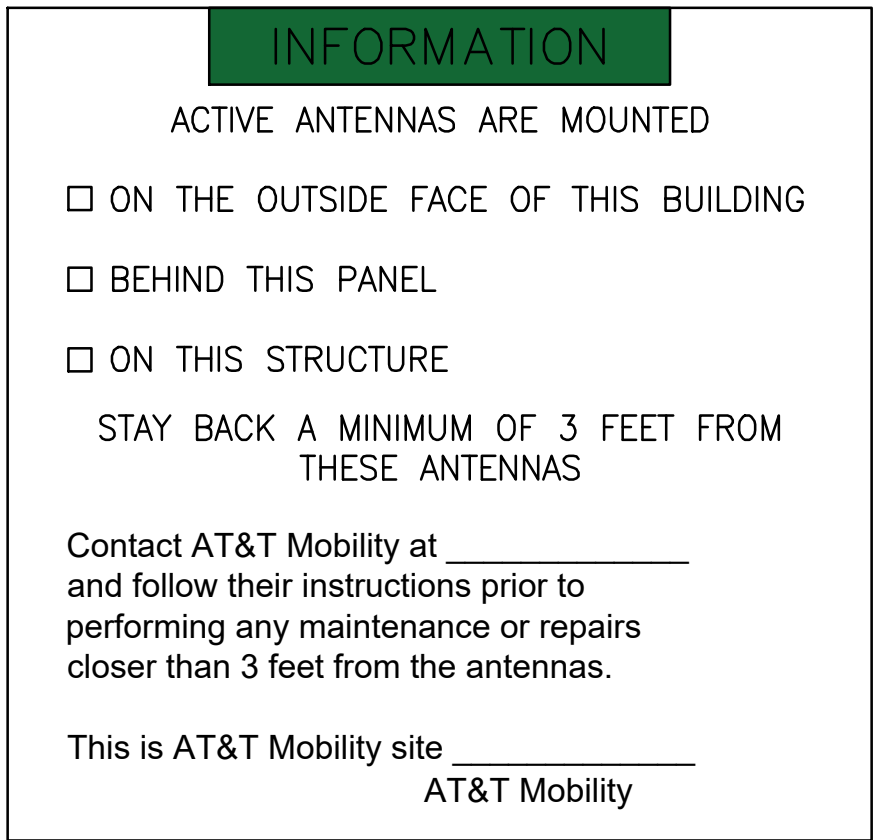 INFORMATION
ACTIVE ANTENNAS ARE MOUNTED
☐ ON THE OUTSIDE FACE OF THIS BUILDING
☐ BEHIND THIS PANEL
☐ ON THIS STRUCTURE
STAY BACK A MINIMUM OF 3 FEET FROM
THESE ANTENNAS
Contact AT&T Mobility at _____________
and follow their instructions prior to
performing any maintenance or repairs
closer than 3 feet from the antennas.
This is AT&T Mobility site _____________
AT&T Mobility